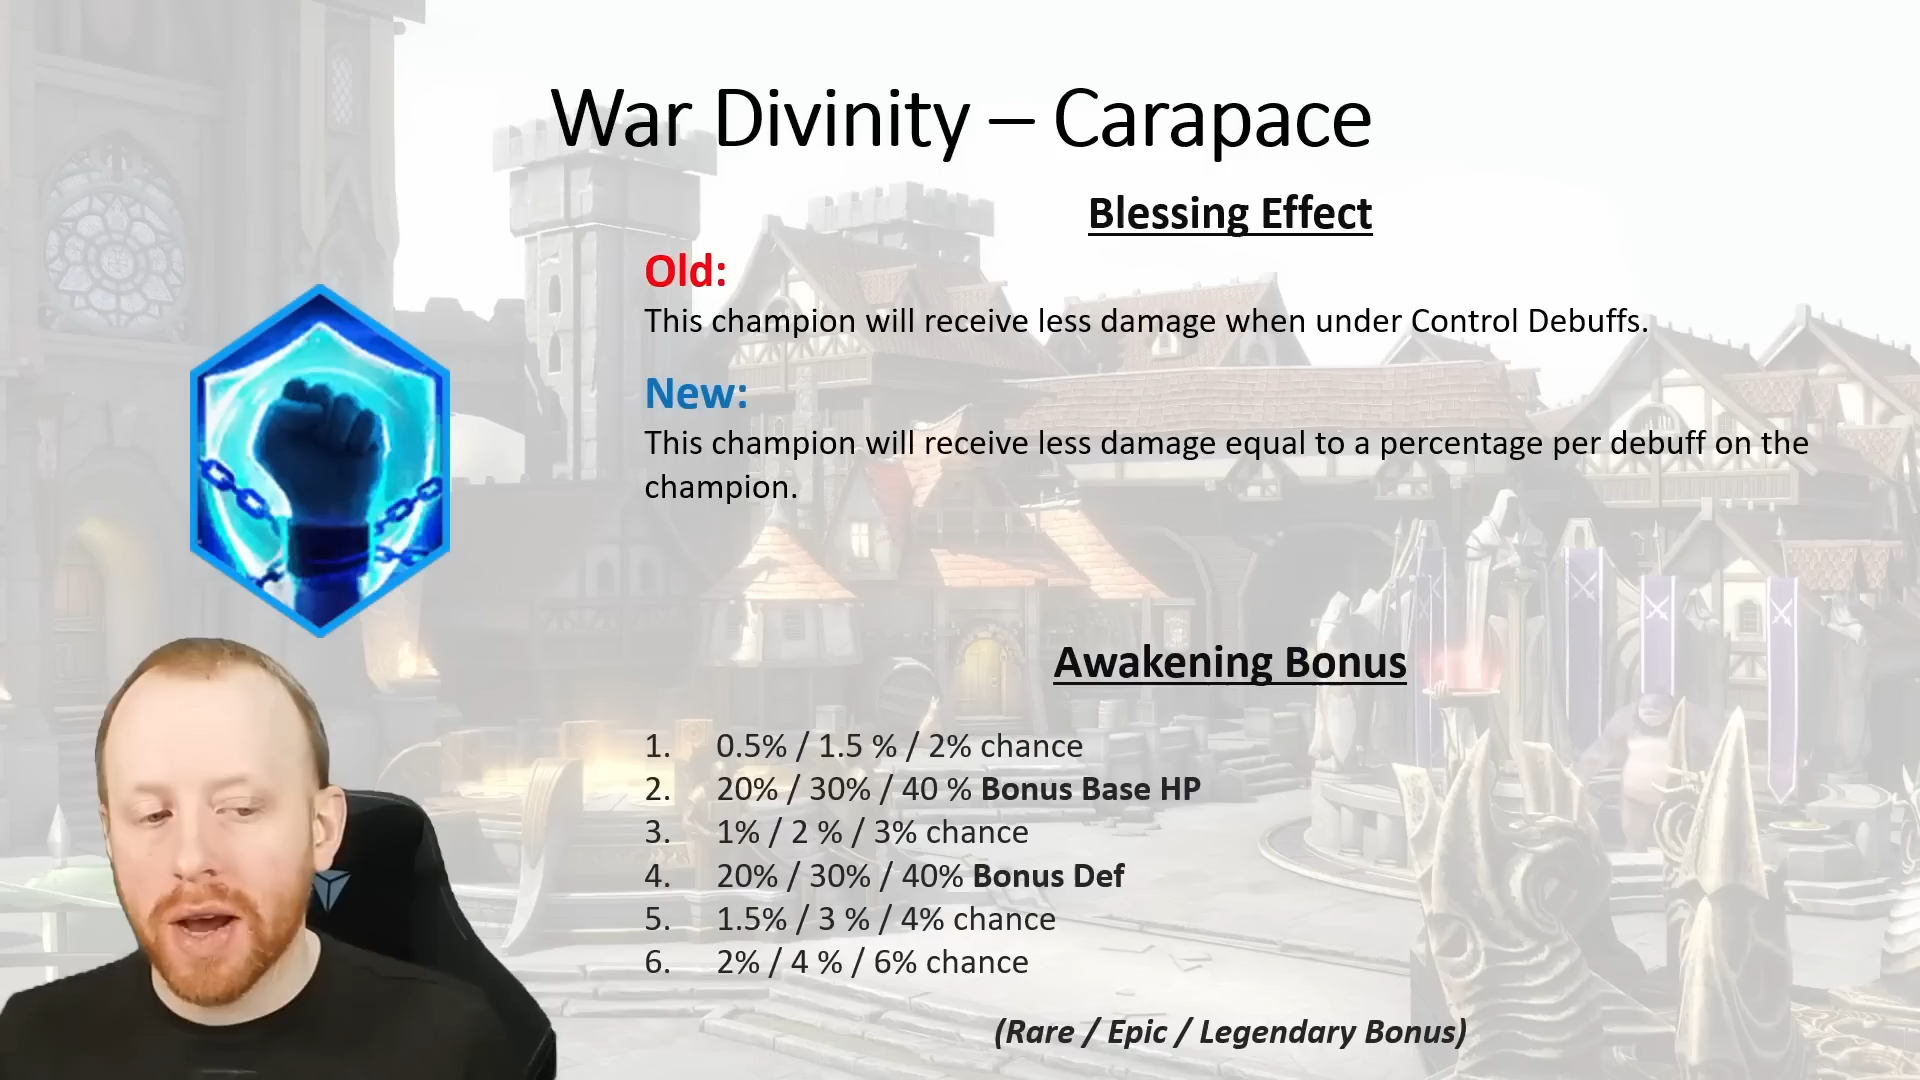 War Divinity – Carapace
Blessing Effect
Old:
This champion will receive less damage when under Control Debuffs.
New:
This champion will receive less damage equal to a percentage per debuff on the
champion.
Awakening Bonus
1. 0.5% / 1.5 % / 2% chance
2. 20% / 30% / 40 % Bonus Base HP
3. 1% / 2 % / 3% chance
4. 20% / 30% / 40% Bonus Def
5. 1.5% / 3 % / 4% chance
6. 2% / 4 % / 6% chance
(Rare / Epic / Legendary Bonus)